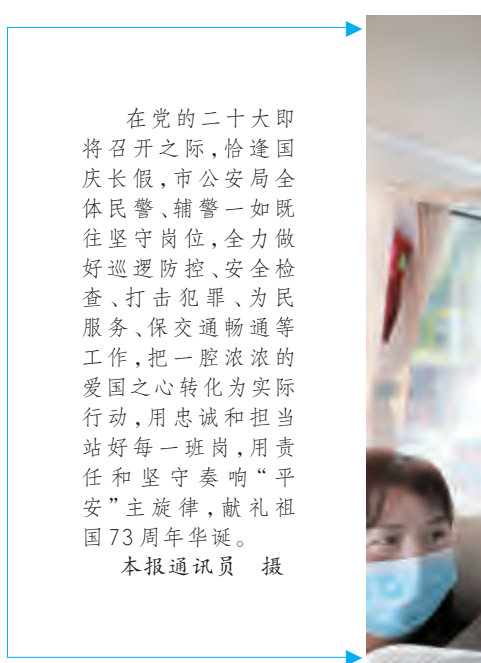 在党的二十大即
将召开之际,恰逢国
庆长假,市公安局全
体民警、辅警一如既
往坚守岗位,全力做
好巡逻防控、安全检
查、打击犯罪、为民
服务、保交通畅通等
工作,把一腔浓浓的
爱国之心转化为实际
行动,用忠诚和担当
站好每一班岗,用责
任和坚守奏响“平
安”主旋律,献礼祖
国73周年华诞。
本报通讯员 摄